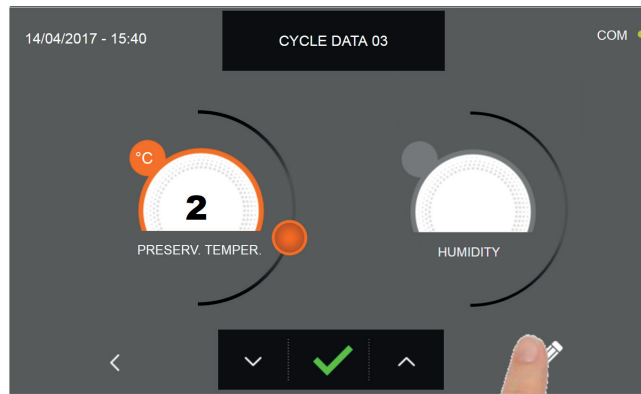 14/04/2017 - 15:40
CYCLE DATA 03
COM
°C
2
PRESERV. TEMPER.
HUMIDITY